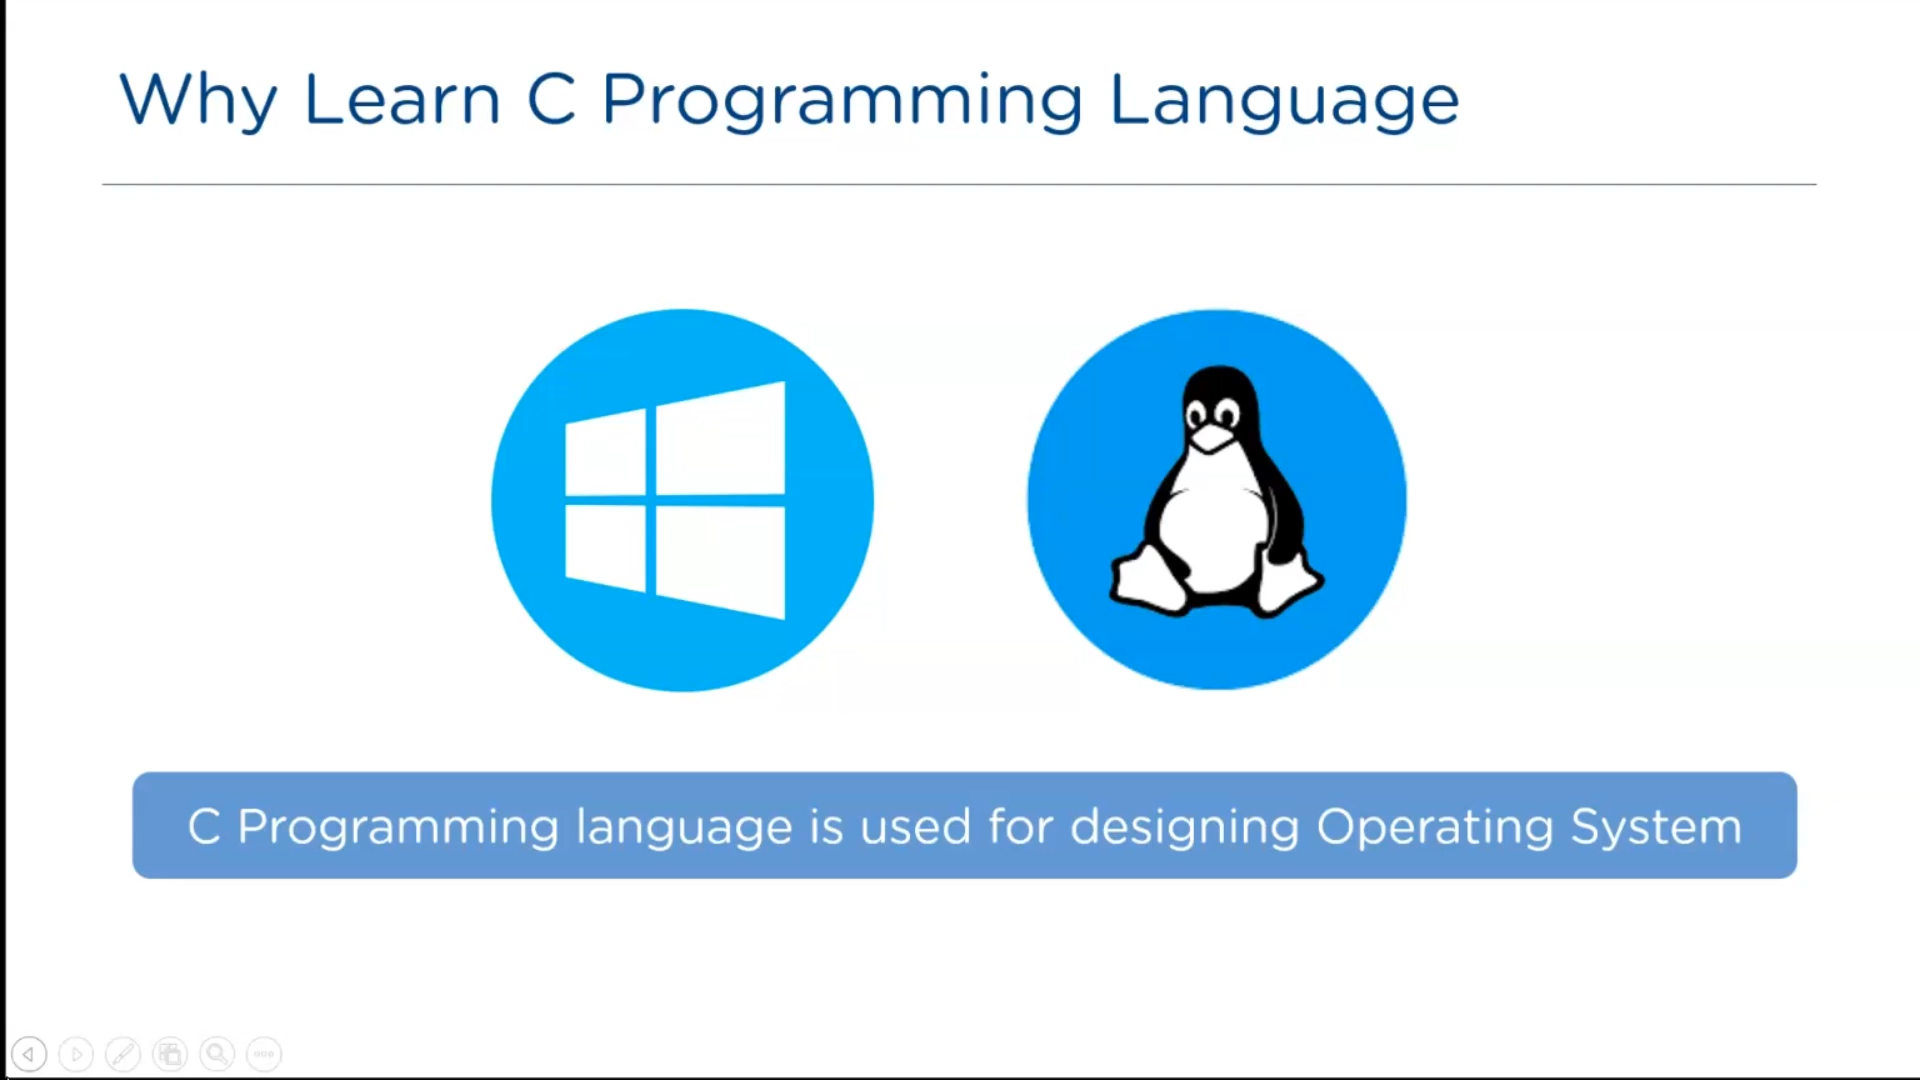 Why Learn C Programming Language
C Programming language is used for designing Operating System